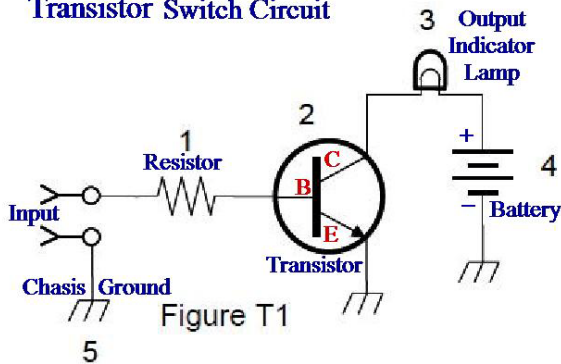 Transistor Switch Circuit
3 Output
Indicator
Lamp
2
1
Resistor
C
B
E
+
4
Input
− Battery
Transistor
Chasis Ground
Figure T1
5